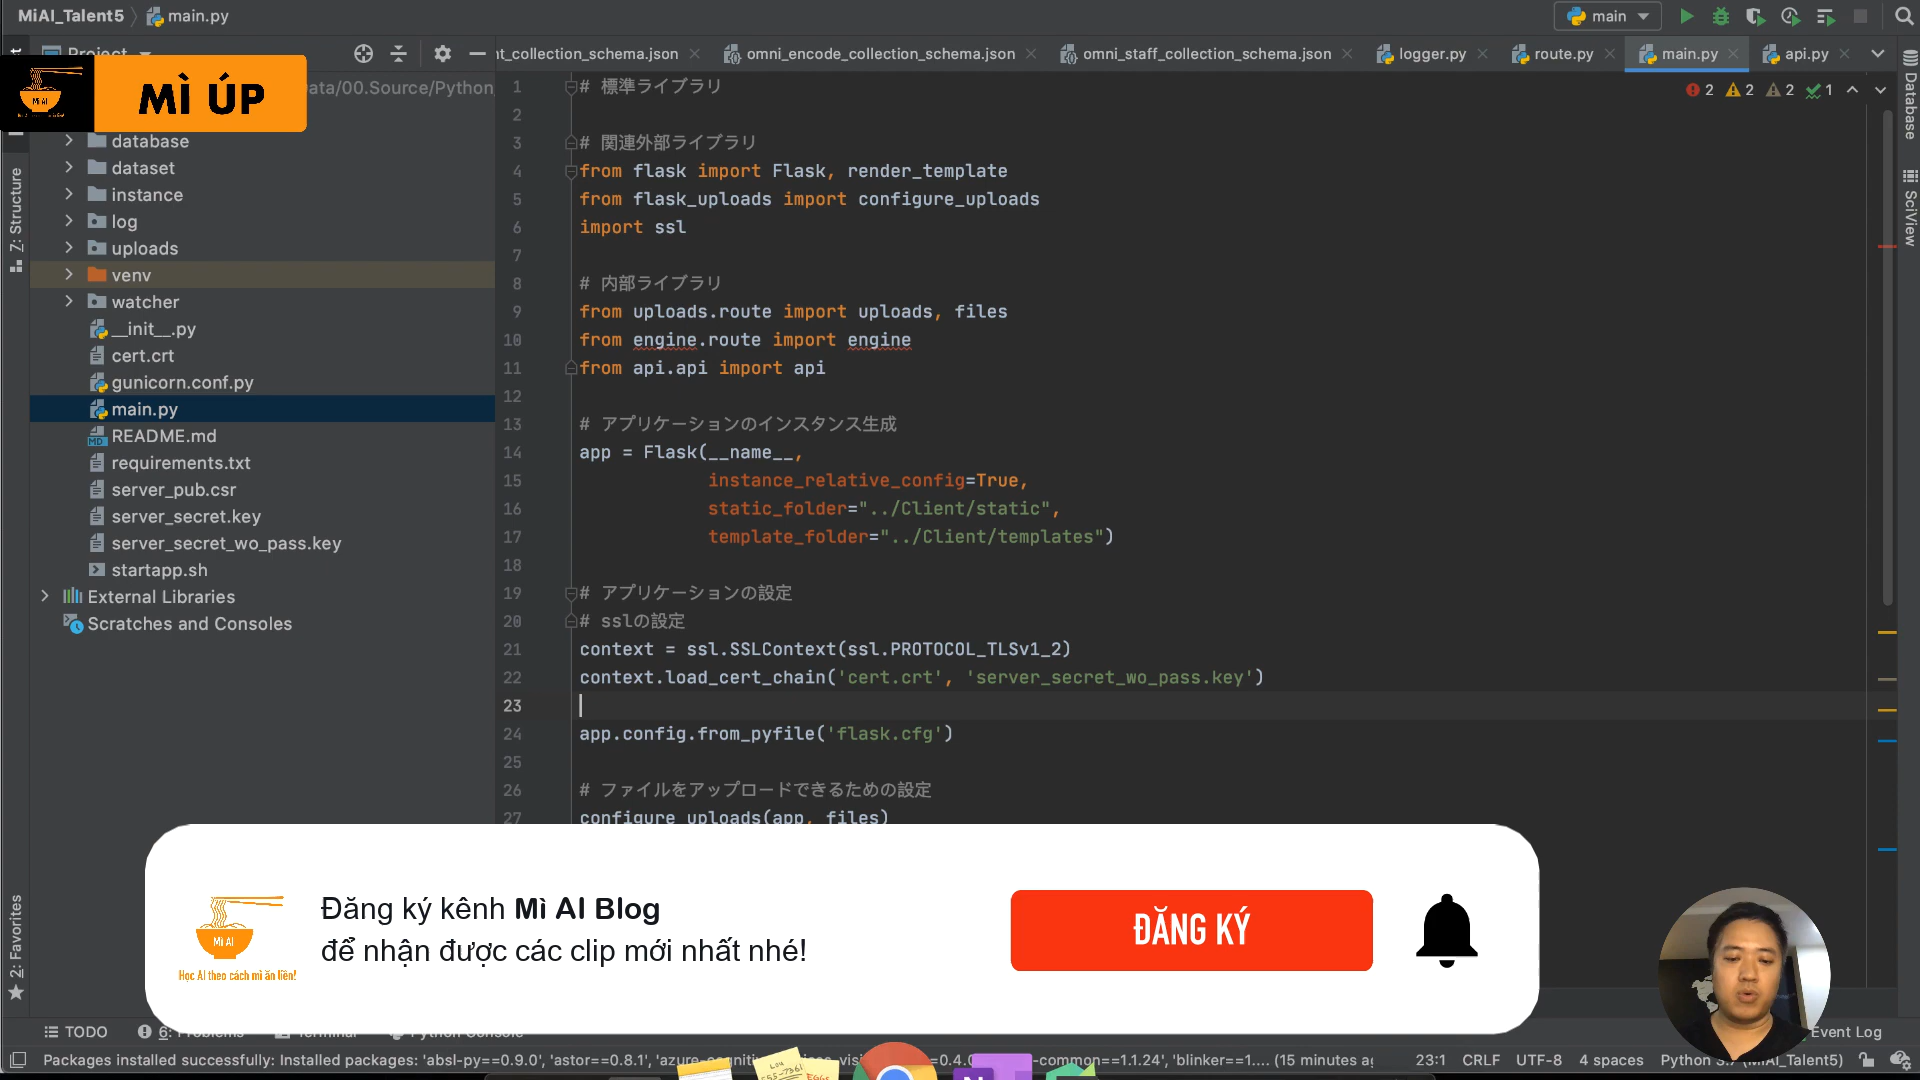 MiAI_Talent5
main.py
main
Project
nt_collection_schema.json
omni_encode_collection_schema.json
omni_staff_collection_schema.json
logger.py
route.py
main.py
api.py
Mì AI
MÌ ÚP
ata/00.Source/Python
2 2 2 1
database
dataset
instance
log
uploads
venv
watcher
__init__.py
cert.crt
gunicorn.conf.py
main.py
README.md
requirements.txt
server_pub.csr
server_secret.key
server_secret_wo_pass.key
startapp.sh
External Libraries
Scratches and Consoles
Z: Structure
2: Favorites
Database
SciView
1 # 標準ライブラリ
2
3 # 関連外部ライブラリ
4 from flask import Flask, render_template
5 from flask_uploads import configure_uploads
6 import ssl
7
8 # 内部ライブラリ
9 from uploads.route import uploads, files
10 from engine.route import engine
11 from api.api import api
12
13 # アプリケーションのインスタンス生成
14 app = Flask(__name__,
15 instance_relative_config=True,
16 static_folder="../Client/static",
17 template_folder="../Client/templates")
18
19 # アプリケーションの設定
20 # sslの設定
21 context = ssl.SSLContext(ssl.PROTOCOL_TLSv1_2)
22 context.load_cert_chain('cert.crt', 'server_secret_wo_pass.key')
23
24 app.config.from_pyfile('flask.cfg')
25
26 # ファイルをアップロードできるための設定
27 configure_uploads(app, files)
Mì AI
Học AI theo cách mì ăn liền!
Đăng ký kênh Mì AI Blog
để nhận được các clip mới nhất nhé!
ĐĂNG KÝ
TODO
6: Problems
Terminal
Python Console
Event Log
Packages installed successfully: Installed packages: 'absl-py==0.9.0', 'astor==0.8.1', 'azure-cognitive
==0.4.0
-common==1.1.24', 'blinker==1.... (15 minutes ag
23:1 CRLF UTF-8 4 spaces Python 3.7 (MiAI_Talent5)